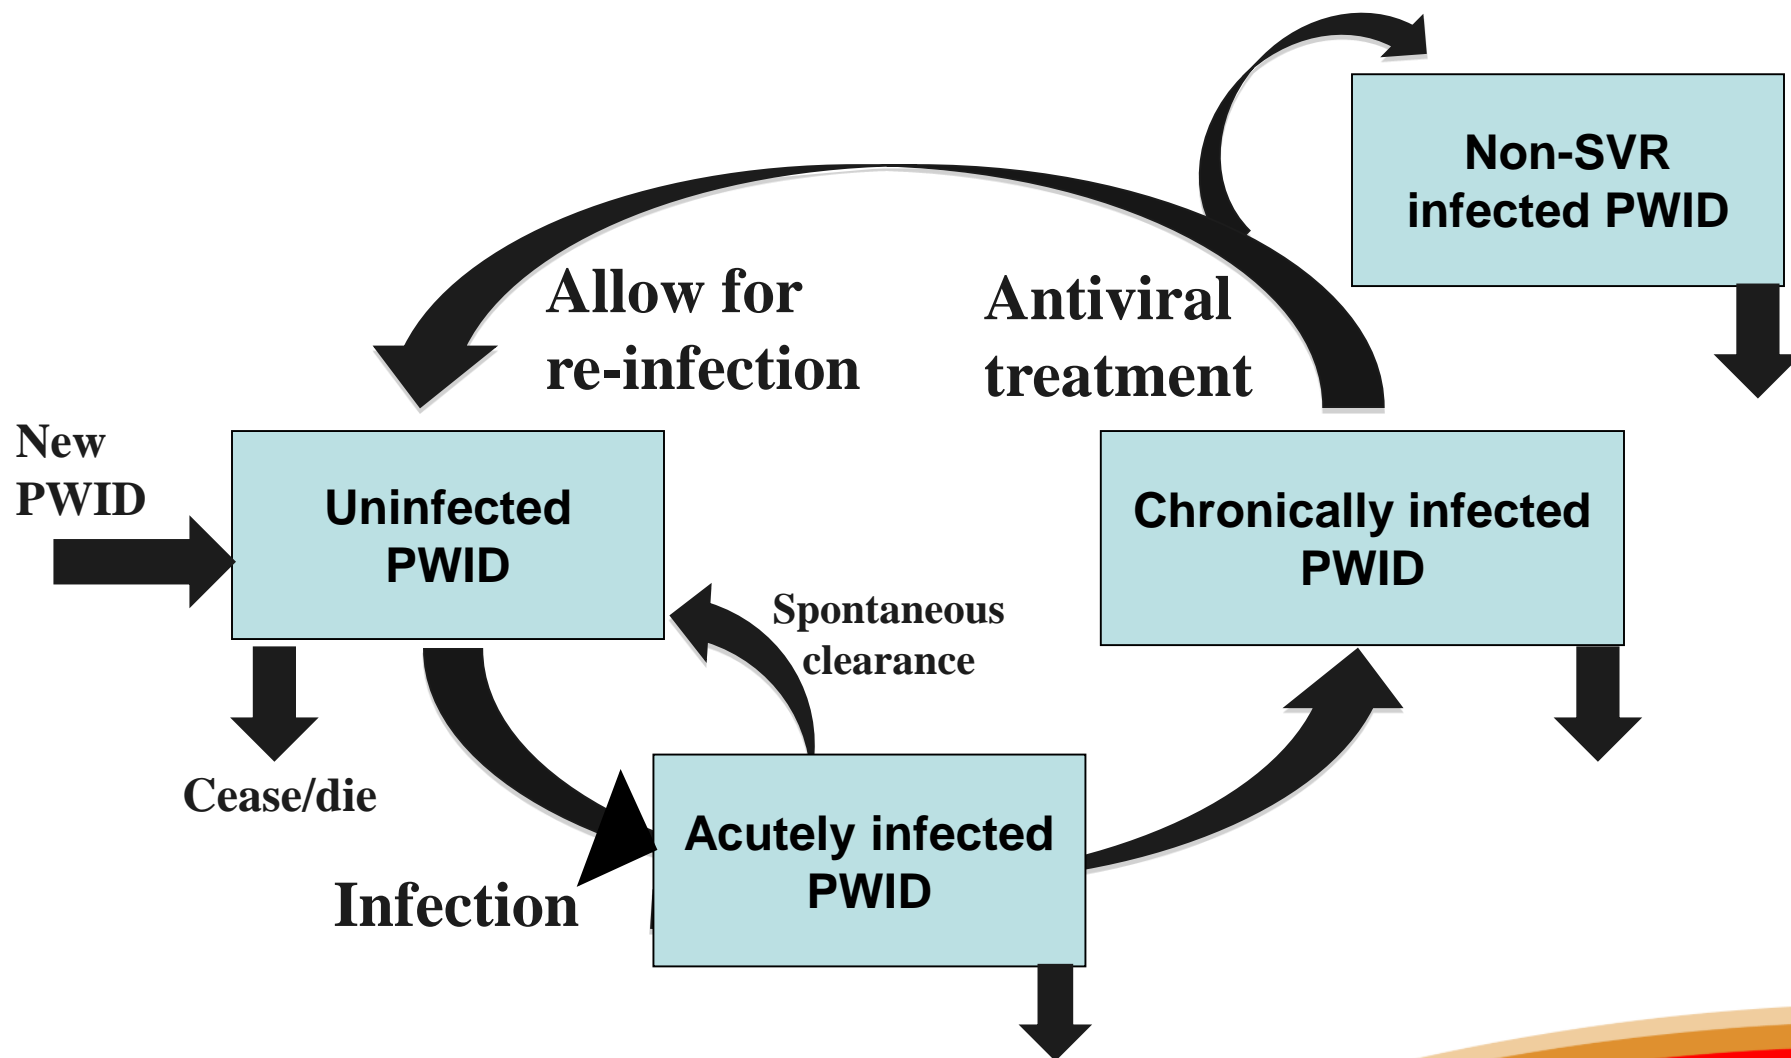 Non-SVR
infected PWID
Allow for
re-infection
Antiviral
treatment
New
PWID
Uninfected
PWID
Chronically infected
PWID
Spontaneous
clearance
Cease/die
Acutely infected
PWID
Infection